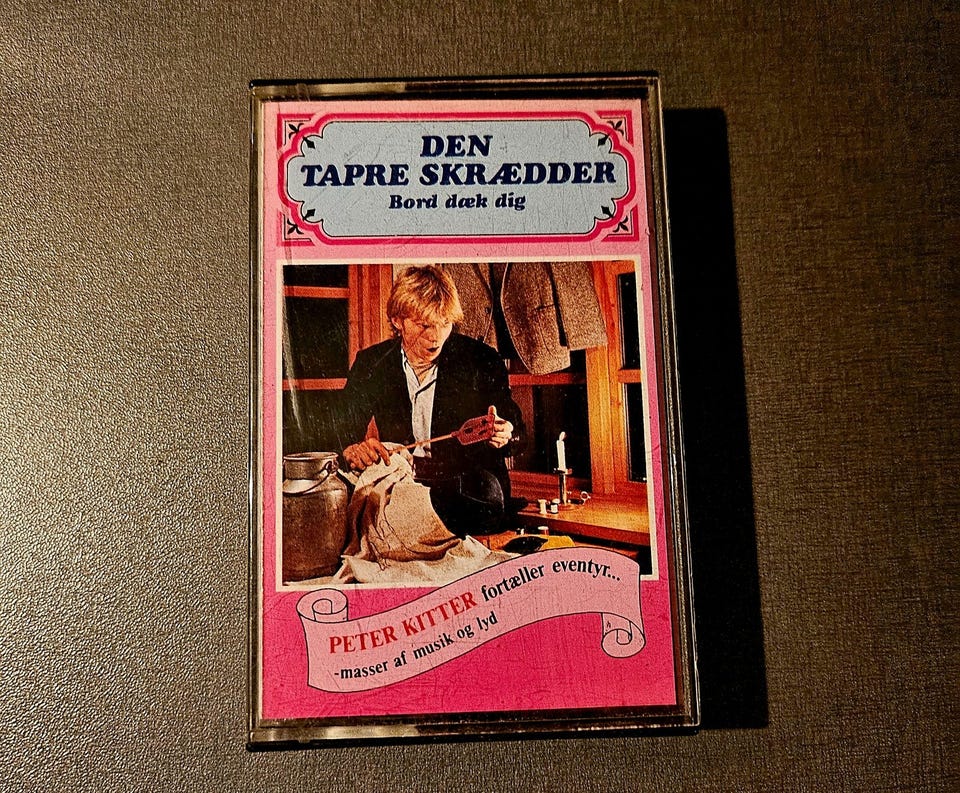 DEN
TAPRE SKRÆDDER
Bord dæk dig
PETER KITTER fortæller eventyr...
-masser af musik og lyd